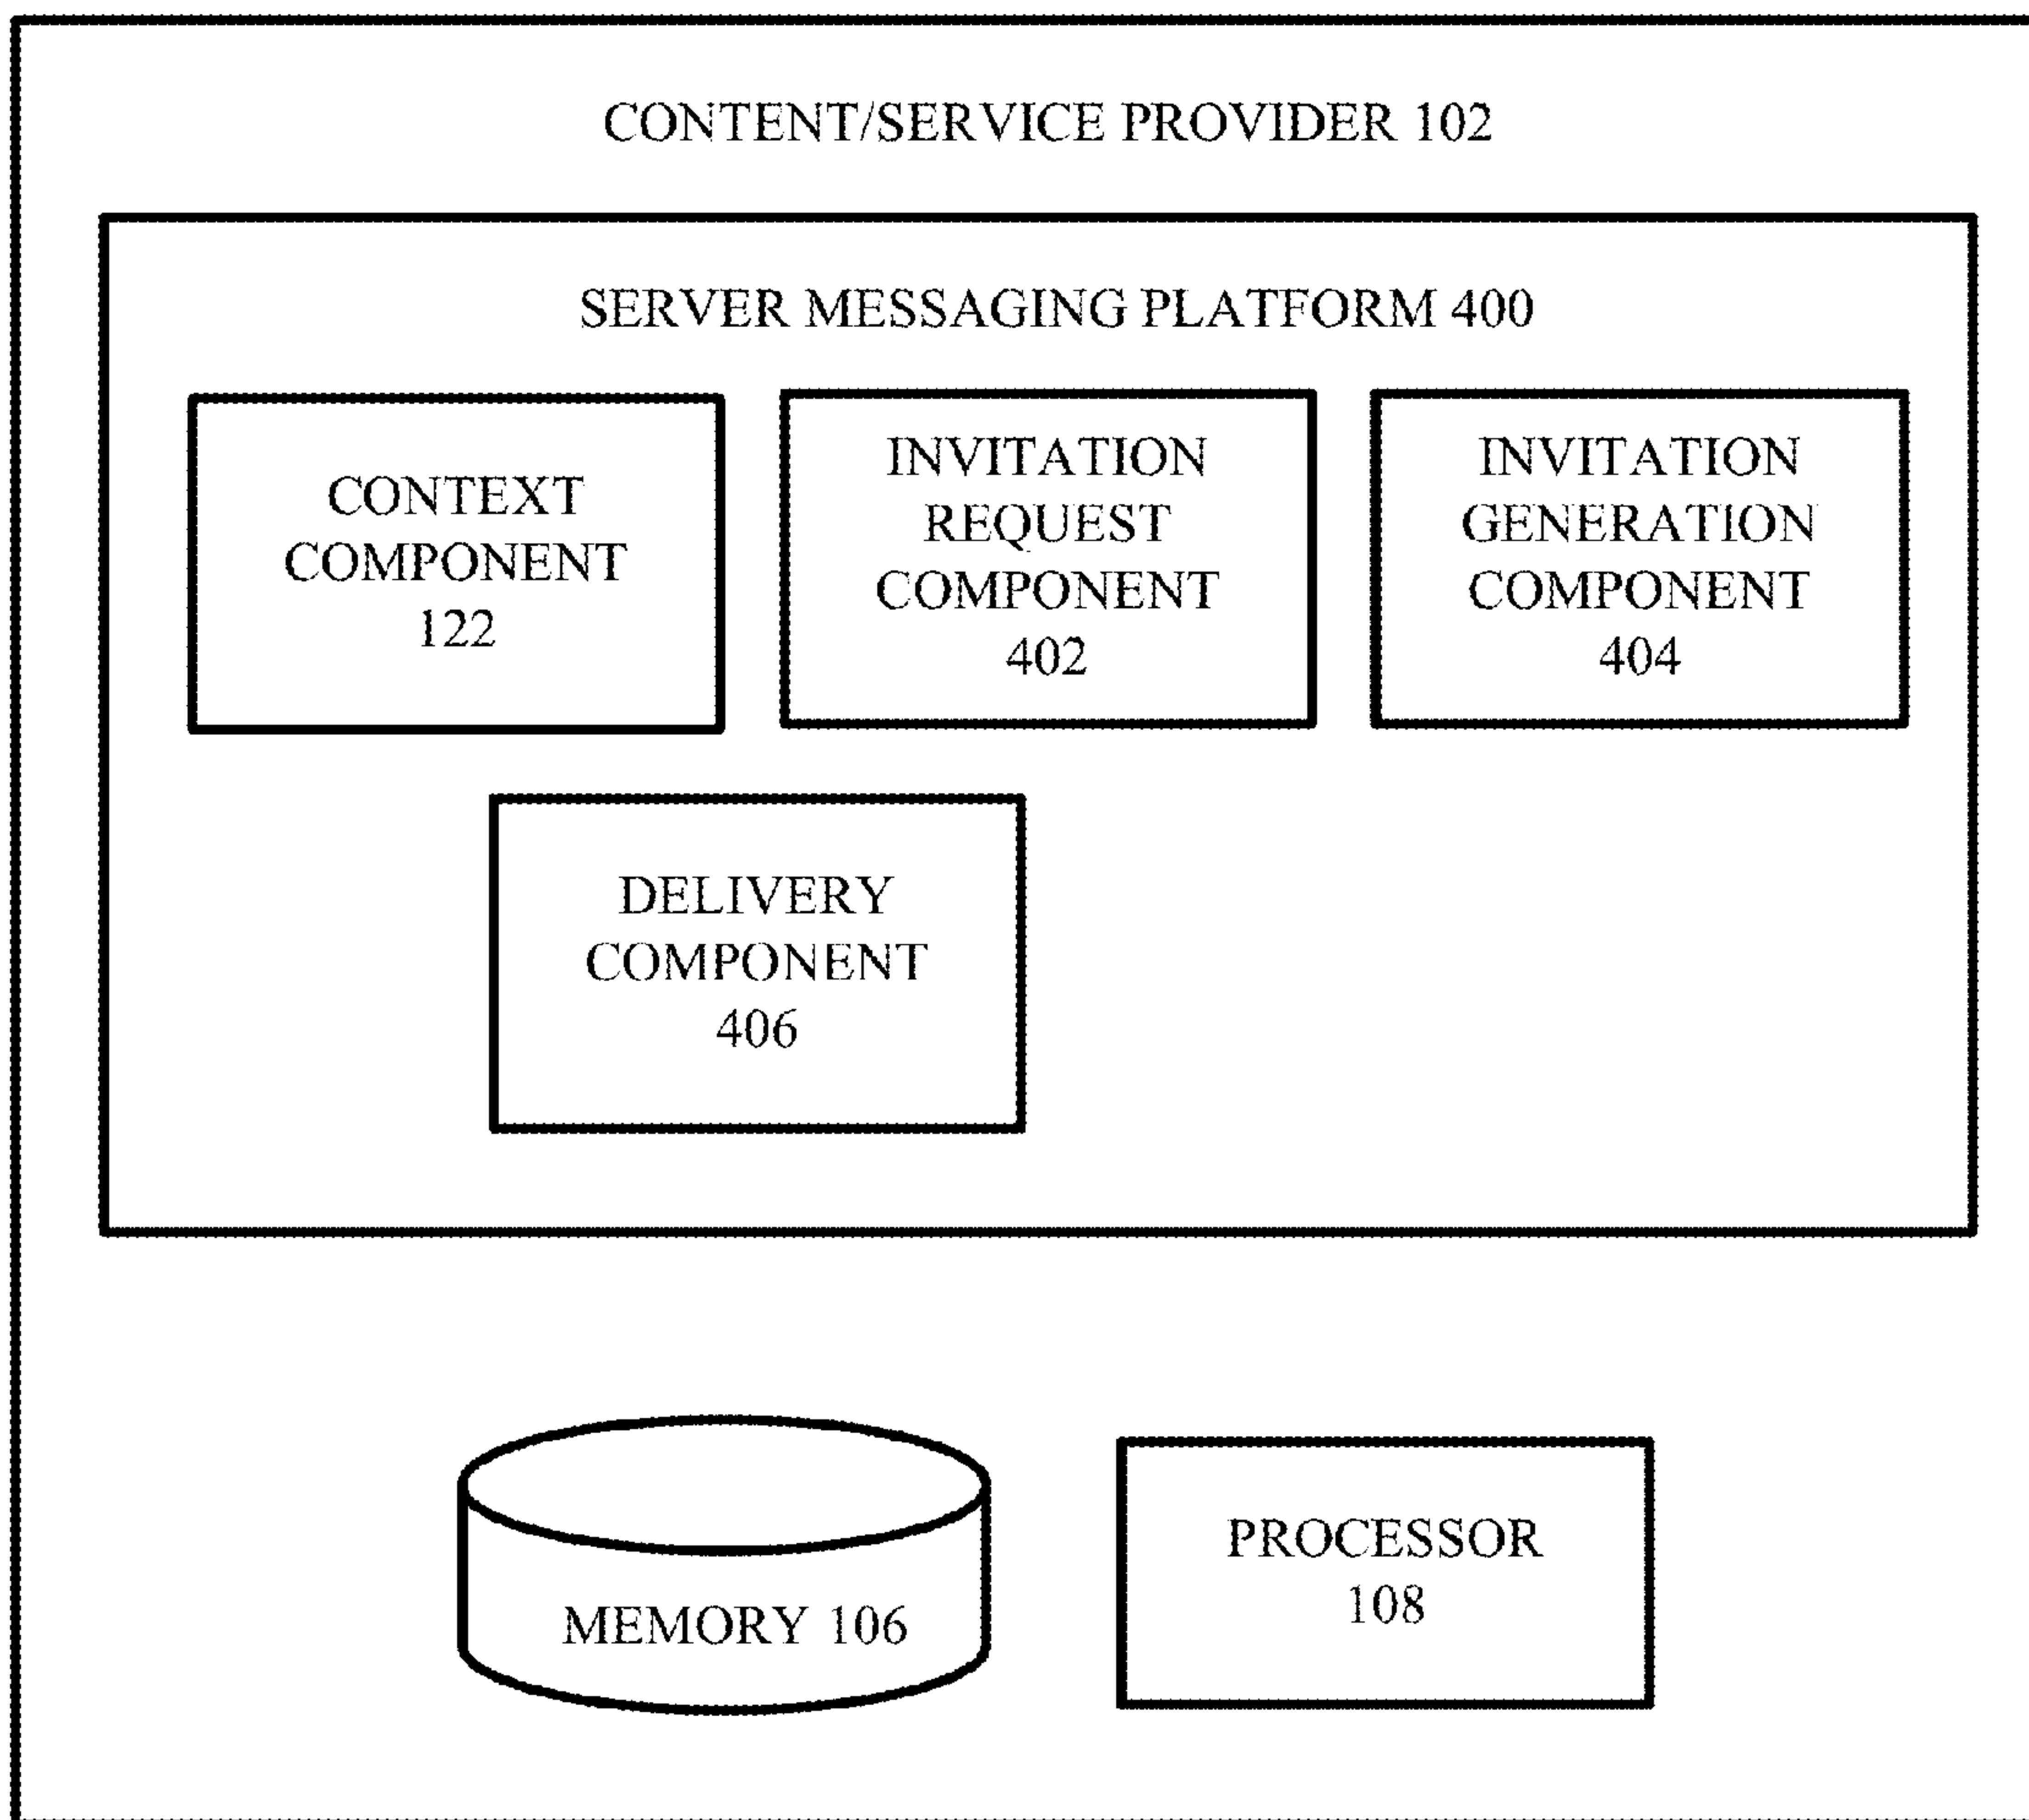 CONTENT/SERVICE PROVIDER 102
SERVER MESSAGING PLATFORM 400
CONTEXT
COMPONENT
122
INVITATION
REQUEST
COMPONENT
402
INVITATION
GENERATION
COMPONENT
404
DELIVERY
COMPONENT
406
MEMORY 106
PROCESSOR
108